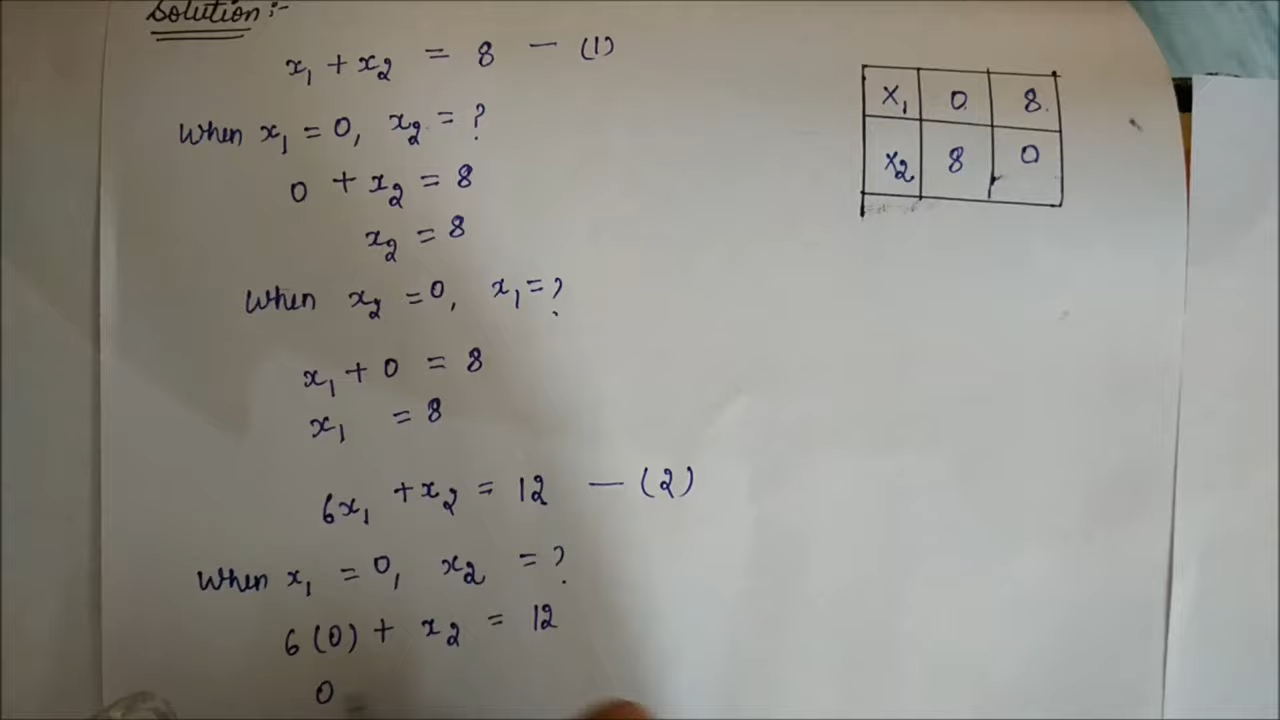 Solution :-
x₁ + x₂ = 8 — (1)
When x₁ = 0, x₂ = ?
0 + x₂ = 8
x₂ = 8
When x₂ = 0, x₁ = ?
x₁ + 0 = 8
x₁ = 8
6x₁ + x₂ = 12 — (2)
When x₁ = 0, x₂ = ?
6(0) + x₂ = 12
0
x₁ 0 8
x₂ 8 0